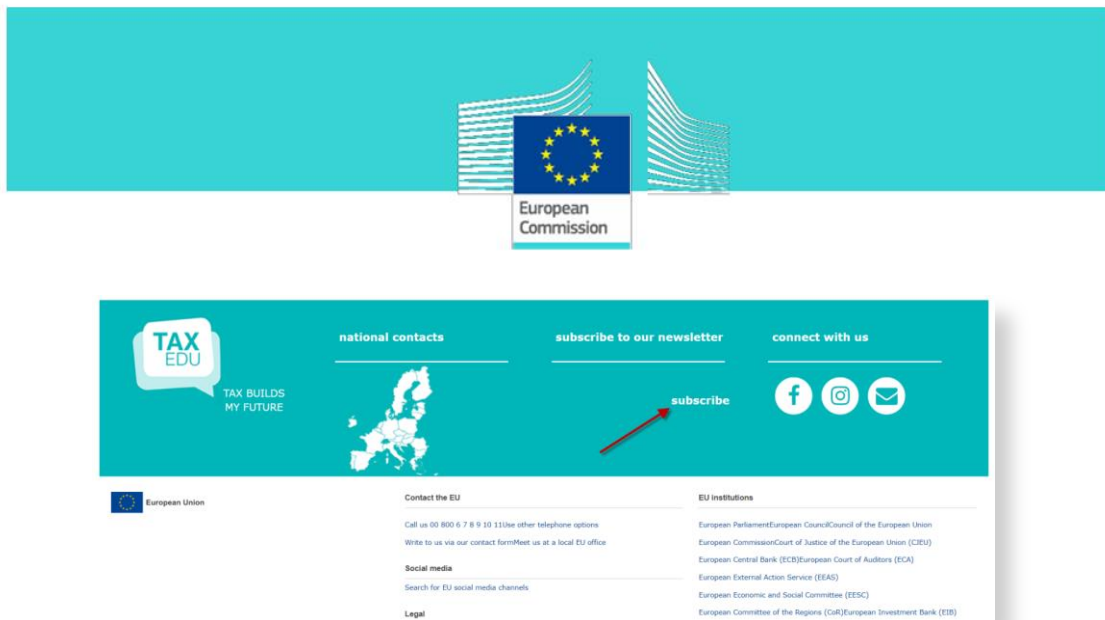 European
Commission
TAX
EDU
TAX BUILDS
MY FUTURE
national contacts
subscribe to our newsletter
subscribe
connect with us
European Union
Contact the EU
Call us 00 800 6 7 8 9 10 11Use other telephone options
Write to us via our contact formMeet us at a local EU office
Social media
Search for EU social media channels
Legal
EU institutions
European ParliamentEuropean CouncilCouncil of the European Union
European CommissionCourt of Justice of the European Union (CJEU)
European Central Bank (ECB)European Court of Auditors (ECA)
European External Action Service (EEAS)
European Economic and Social Committee (EESC)
European Committee of the Regions (CoR)European Investment Bank (EIB)